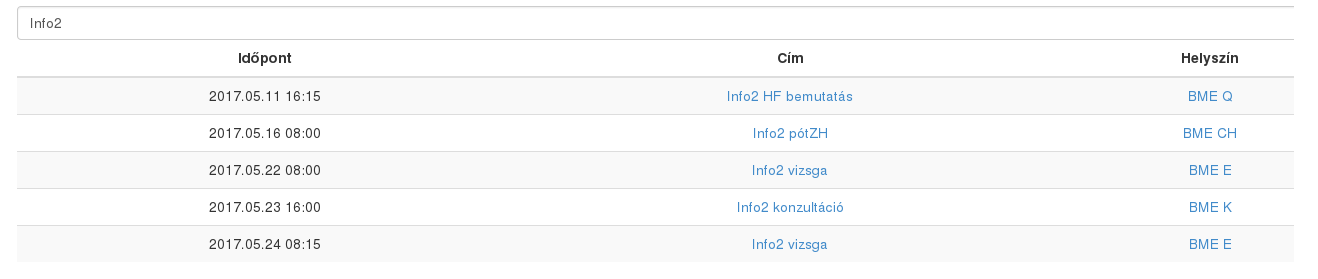 Info2
Időpont Cím Helyszín
2017.05.11 16:15 Info2 HF bemutatás BME Q
2017.05.16 08:00 Info2 pótZH BME CH
2017.05.22 08:00 Info2 vizsga BME E
2017.05.23 16:00 Info2 konzultáció BME K
2017.05.24 08:15 Info2 vizsga BME E